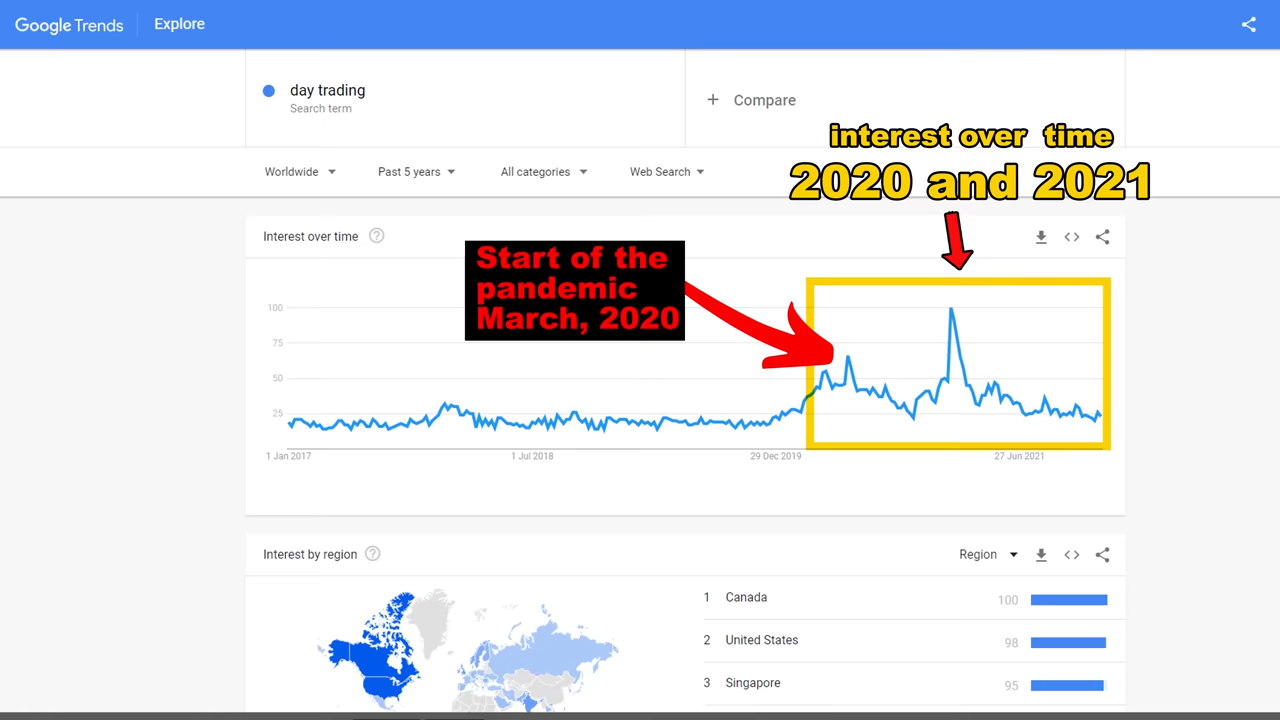 Google Trends
Explore
day trading
Search term
+ Compare
interest over time
2020 and 2021
Worldwide
Past 5 years
All categories
Web Search
Interest over time
Start of the
pandemic
March, 2020
100
75
50
25
1 Jan 2017
1 Jul 2018
29 Dec 2019
27 Jun 2021
Interest by region
Region
1 Canada 100
2 United States 98
3 Singapore 95